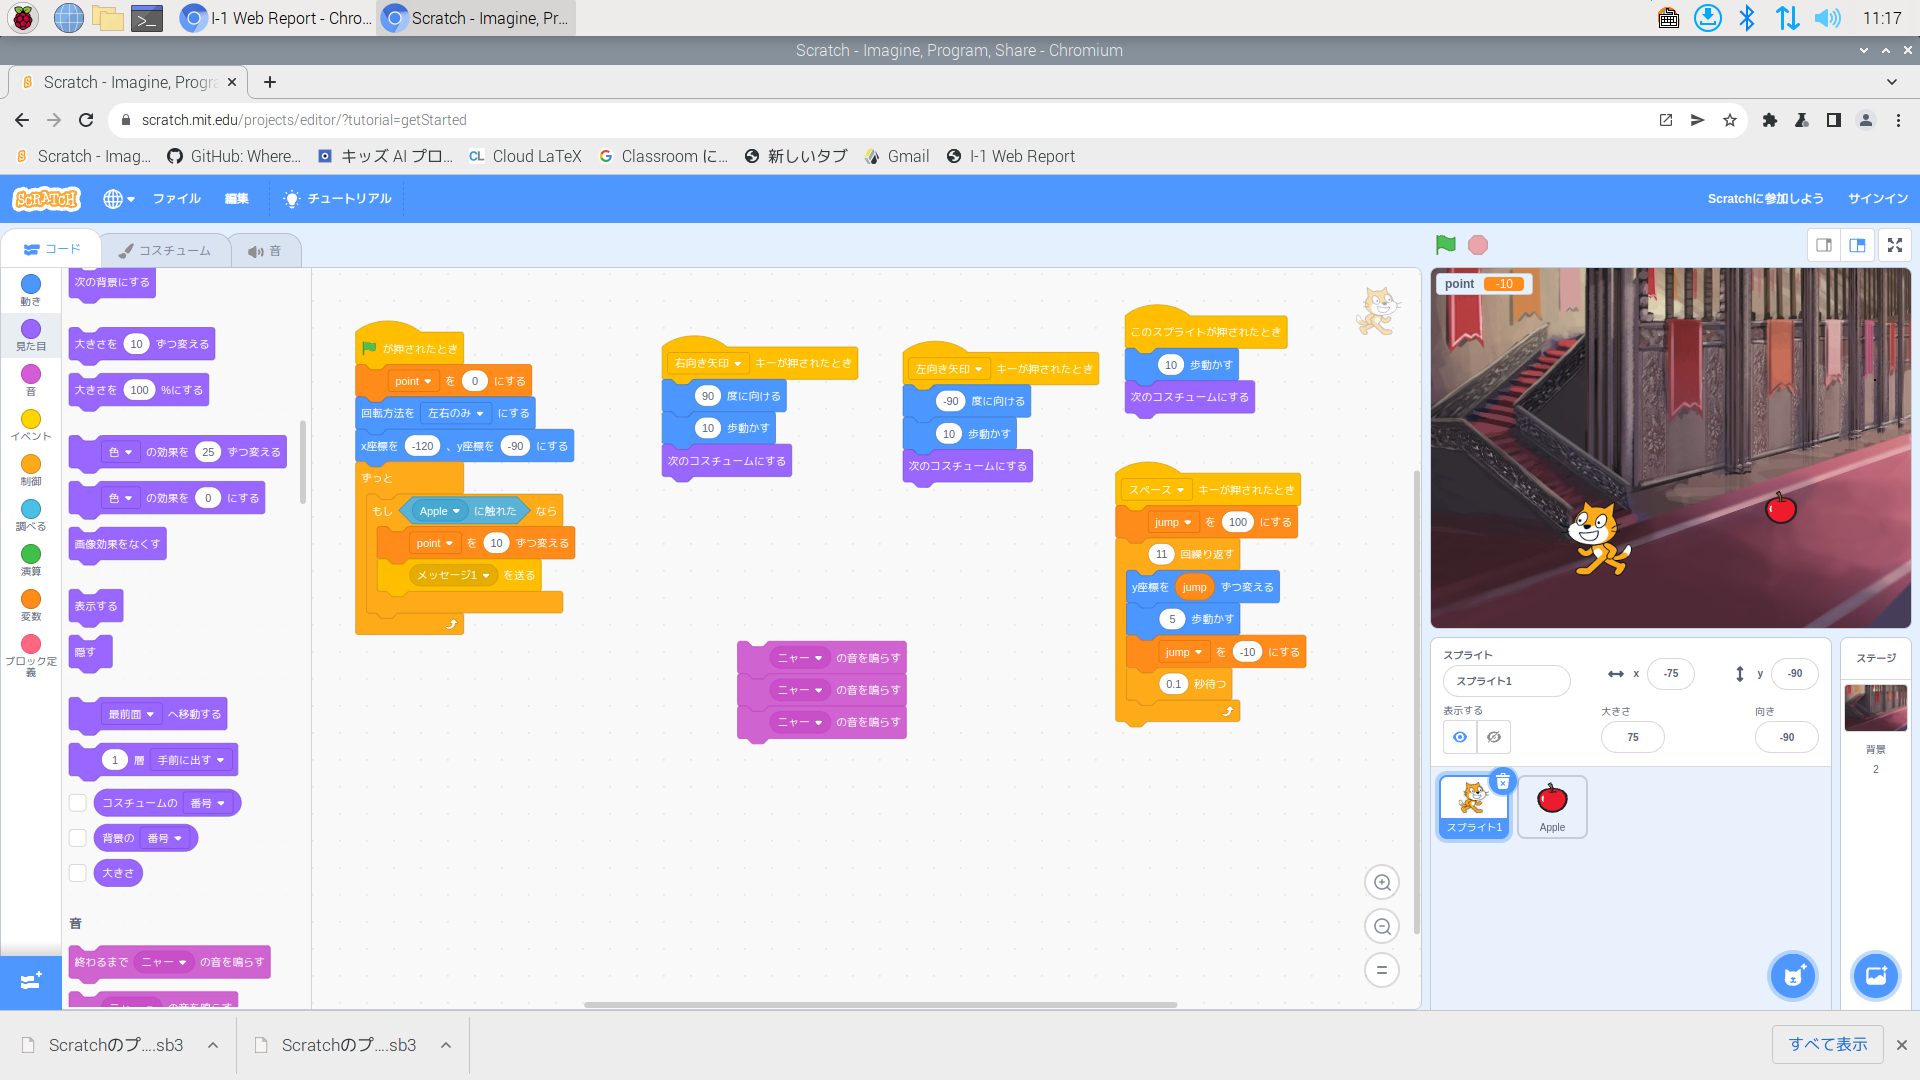 I-1 Web Report - Chro...
Scratch - Imagine, Pr...
11:17
Scratch - Imagine, Program, Share - Chromium
Scratch - Imagine, Progra
scratch.mit.edu/projects/editor/?tutorial=getStarted
Scratch - Imag...
GitHub: Where...
キッズ AI プロ...
CL Cloud LaTeX
Classroom に...
新しいタブ
Gmail
I-1 Web Report
SCRATCH
ファイル
編集
チュートリアル
Scratchに参加しよう
サインイン
コード
コスチューム
音
動き
見た目
音
イベント
制御
調べる
演算
変数
ブロック定義
次の背景にする
大きさを 10 ずつ変える
大きさを 100 %にする
色 の効果を 25 ずつ変える
色 の効果を 0 にする
画像効果をなくす
表示する
隠す
最前面 へ移動する
1 層 手前に出す
コスチュームの 番号
背景の 番号
大きさ
音
終わるまで ニャー の音を鳴らす
ニャー の音を鳴らす
が押されたとき
point を 0 にする
回転方法を 左右のみ にする
x座標を -120 、y座標を -90 にする
ずっと
もし Apple に触れた なら
point を 10 ずつ変える
メッセージ1 を送る
右向き矢印 キーが押されたとき
90 度に向ける
10 歩動かす
次のコスチュームにする
左向き矢印 キーが押されたとき
-90 度に向ける
10 歩動かす
次のコスチュームにする
このスプライトが押されたとき
10 歩動かす
次のコスチュームにする
スペース キーが押されたとき
jump を 100 にする
11 回繰り返す
y座標を jump ずつ変える
5 歩動かす
jump を -10 にする
0.1 秒待つ
ニャー の音を鳴らす
ニャー の音を鳴らす
ニャー の音を鳴らす
point -10
スプライト
スプライト1
x -75
y -90
表示する
大きさ
75
向き
-90
スプライト1
Apple
ステージ
背景
2
Scratchのプ....sb3
Scratchのプ....sb3
すべて表示